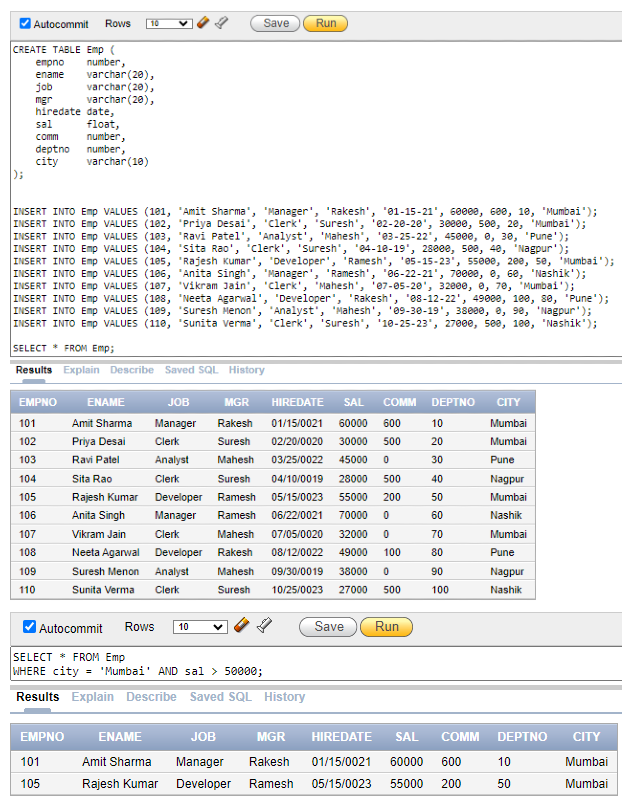 Autocommit Rows 10 Save Run
CREATE TABLE Emp (
empno number,
ename varchar(20),
job varchar(20),
mgr varchar(20),
hiredate date,
sal float,
comm number,
deptno number,
city varchar(10)
);
INSERT INTO Emp VALUES (101, 'Amit Sharma', 'Manager', 'Rakesh', '01-15-21', 60000, 600, 10, 'Mumbai');
INSERT INTO Emp VALUES (102, 'Priya Desai', 'Clerk', 'Suresh', '02-20-20', 30000, 500, 20, 'Mumbai');
INSERT INTO Emp VALUES (103, 'Ravi Patel', 'Analyst', 'Mahesh', '03-25-22', 45000, 0, 30, 'Pune');
INSERT INTO Emp VALUES (104, 'Sita Rao', 'Clerk', 'Suresh', '04-10-19', 28000, 500, 40, 'Nagpur');
INSERT INTO Emp VALUES (105, 'Rajesh Kumar', 'Developer', 'Ramesh', '05-15-23', 55000, 200, 50, 'Mumbai');
INSERT INTO Emp VALUES (106, 'Anita Singh', 'Manager', 'Ramesh', '06-22-21', 70000, 0, 60, 'Nashik');
INSERT INTO Emp VALUES (107, 'Vikram Jain', 'Clerk', 'Mahesh', '07-05-20', 32000, 0, 70, 'Mumbai');
INSERT INTO Emp VALUES (108, 'Neeta Agarwal', 'Developer', 'Rakesh', '08-12-22', 49000, 100, 80, 'Pune');
INSERT INTO Emp VALUES (109, 'Suresh Menon', 'Analyst', 'Mahesh', '09-30-19', 38000, 0, 90, 'Nagpur');
INSERT INTO Emp VALUES (110, 'Sunita Verma', 'Clerk', 'Suresh', '10-25-23', 27000, 500, 100, 'Nashik');
SELECT * FROM Emp;
Results Explain Describe Saved SQL History
EMPNO ENAME JOB MGR HIREDATE SAL COMM DEPTNO CITY
101 Amit Sharma Manager Rakesh 01/15/0021 60000 600 10 Mumbai
102 Priya Desai Clerk Suresh 02/20/0020 30000 500 20 Mumbai
103 Ravi Patel Analyst Mahesh 03/25/0022 45000 0 30 Pune
104 Sita Rao Clerk Suresh 04/10/0019 28000 500 40 Nagpur
105 Rajesh Kumar Developer Ramesh 05/15/0023 55000 200 50 Mumbai
106 Anita Singh Manager Ramesh 06/22/0021 70000 0 60 Nashik
107 Vikram Jain Clerk Mahesh 07/05/0020 32000 0 70 Mumbai
108 Neeta Agarwal Developer Rakesh 08/12/0022 49000 100 80 Pune
109 Suresh Menon Analyst Mahesh 09/30/0019 38000 0 90 Nagpur
110 Sunita Verma Clerk Suresh 10/25/0023 27000 500 100 Nashik
Autocommit Rows 10 Save Run
SELECT * FROM Emp
WHERE city = 'Mumbai' AND sal > 50000;
Results Explain Describe Saved SQL History
EMPNO ENAME JOB MGR HIREDATE SAL COMM DEPTNO CITY
101 Amit Sharma Manager Rakesh 01/15/0021 60000 600 10 Mumbai
105 Rajesh Kumar Developer Ramesh 05/15/0023 55000 200 50 Mumbai